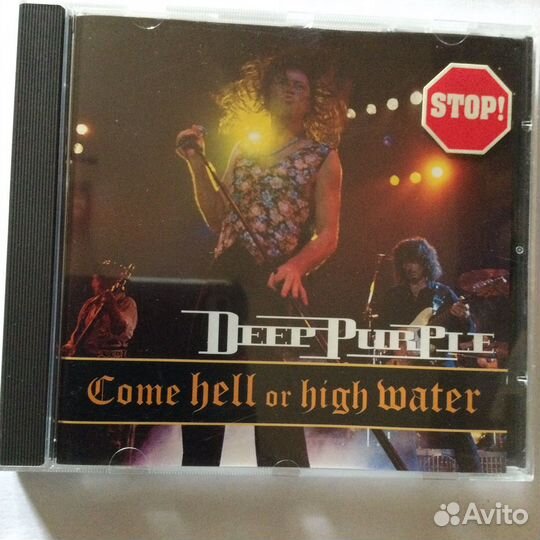 STOP!
DEEP PURPLE
Come hell or high water
Avito